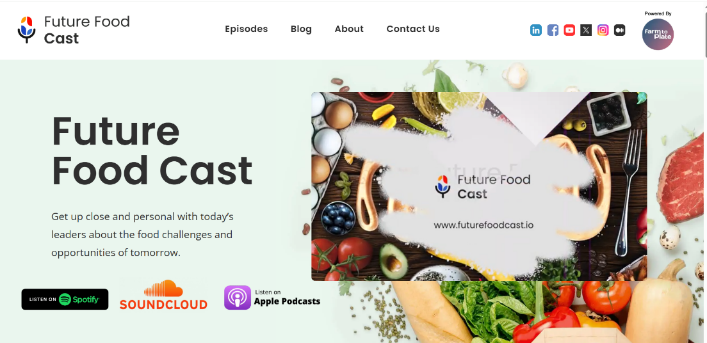 Future Food
Cast
Episodes
Blog
About
Contact Us
Powered By
Farm to
Plate
Future
Food Cast
Get up close and personal with today's
leaders about the food challenges and
opportunities of tomorrow.
Future Food
Cast
www.futurefoodcast.io
LISTEN ON Spotify
SOUNDCLOUD
Listen on
Apple Podcasts